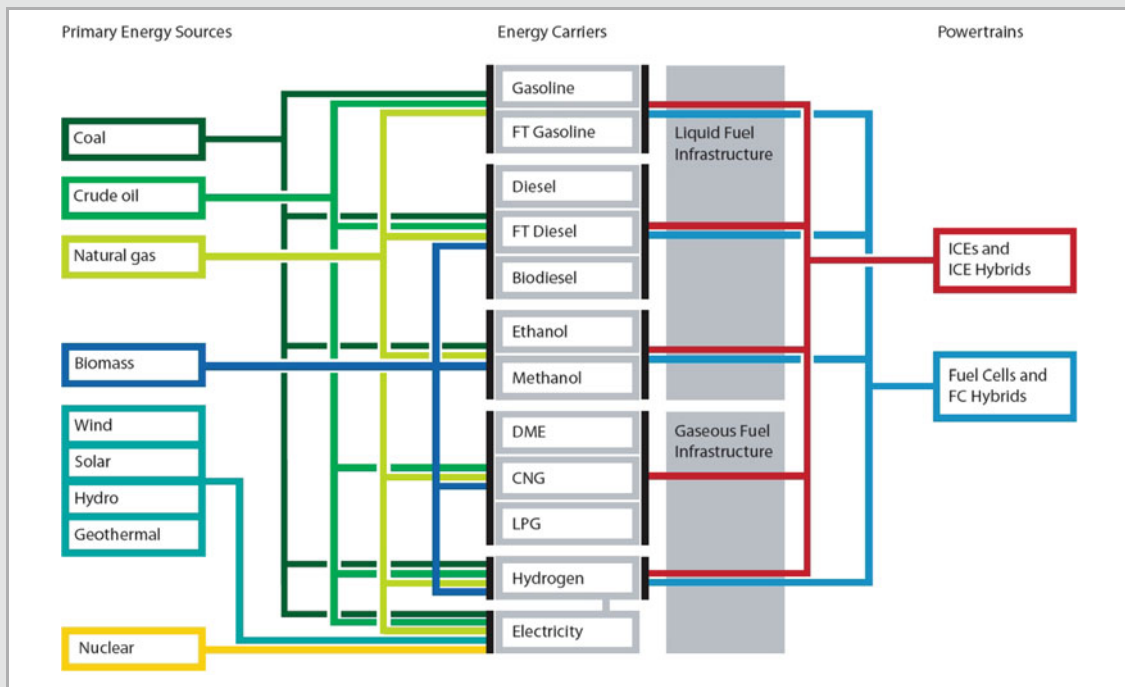 Primary Energy Sources
Energy Carriers
Powertrains
Coal
Crude oil
Natural gas
Biomass
Wind
Solar
Hydro
Geothermal
Nuclear
Gasoline
FT Gasoline
Diesel
FT Diesel
Biodiesel
Ethanol
Methanol
DME
CNG
LPG
Hydrogen
Electricity
Liquid Fuel
Infrastructure
Gaseous Fuel
Infrastructure
ICEs and
ICE Hybrids
Fuel Cells and
FC Hybrids